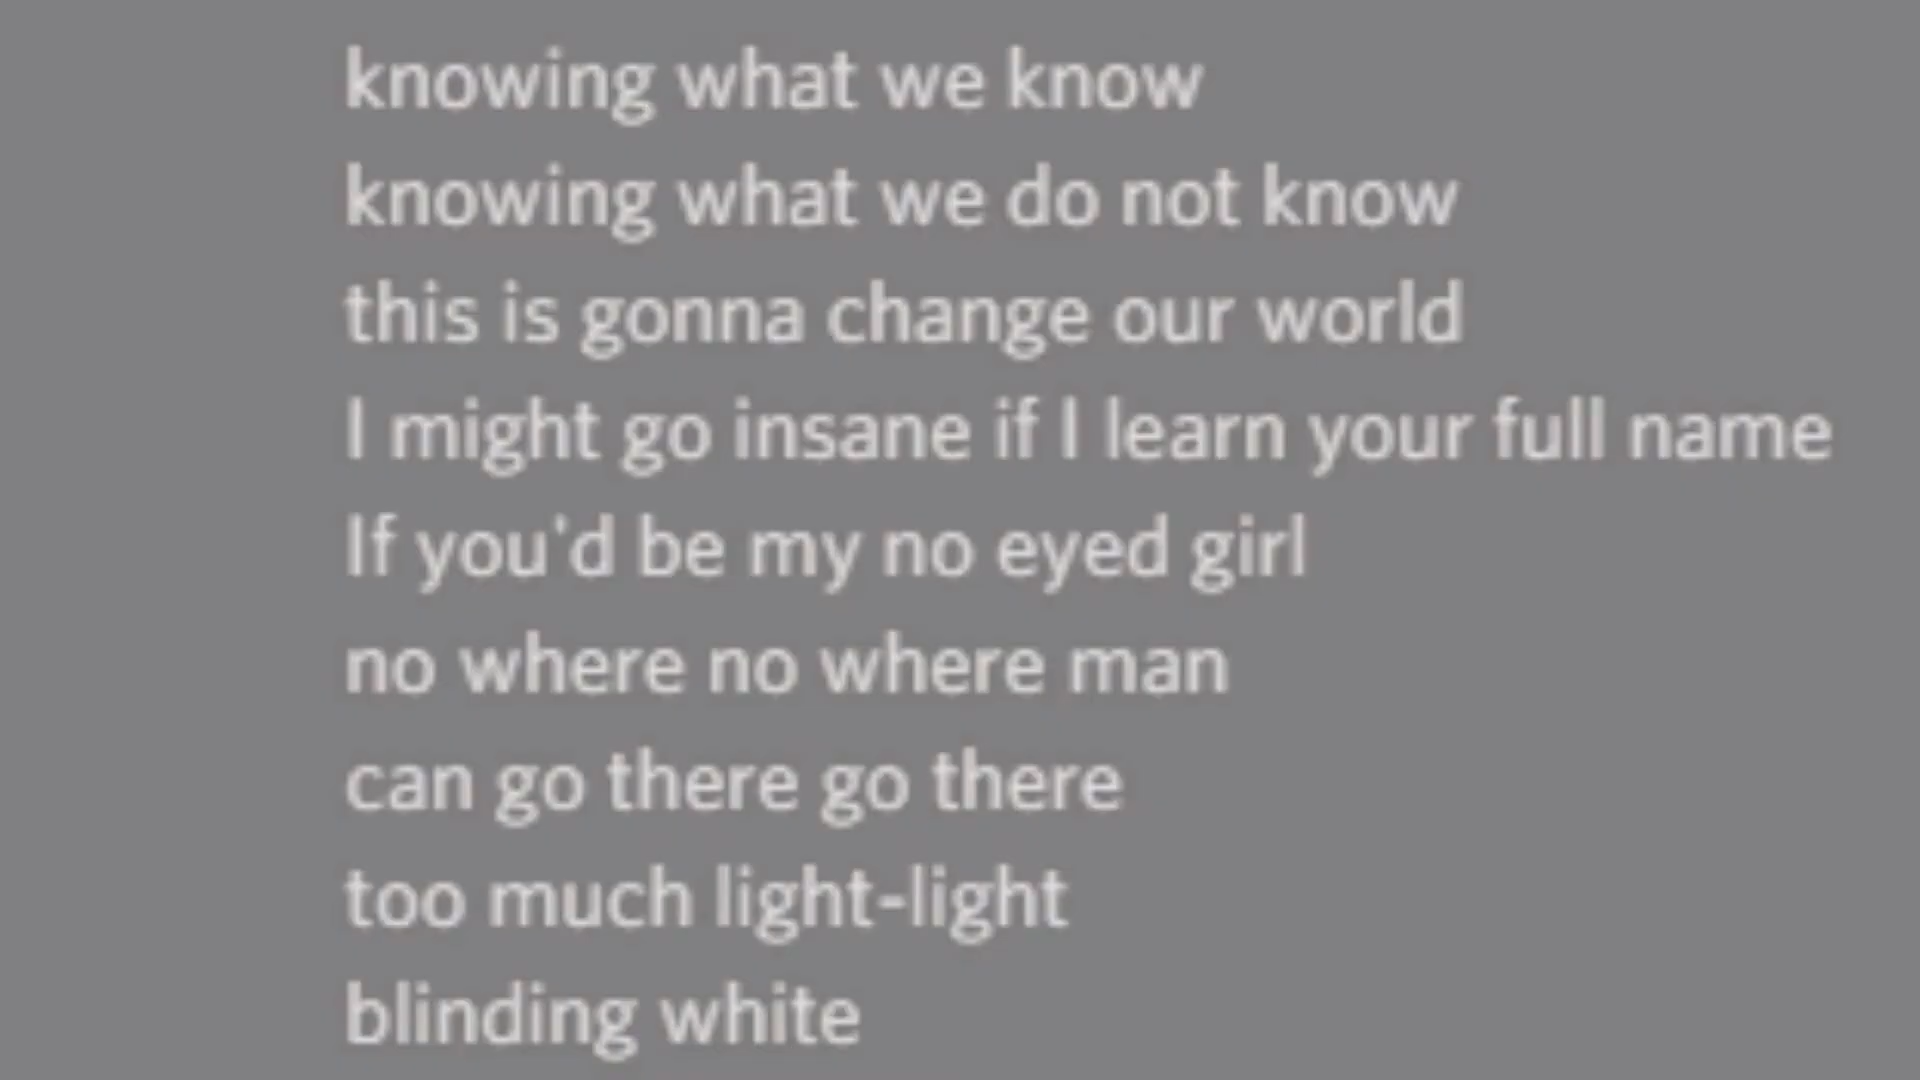 knowing what we know
knowing what we do not know
this is gonna change our world
I might go insane if I learn your full name
If you'd be my no eyed girl
no where no where man
can go there go there
too much light-light
blinding white